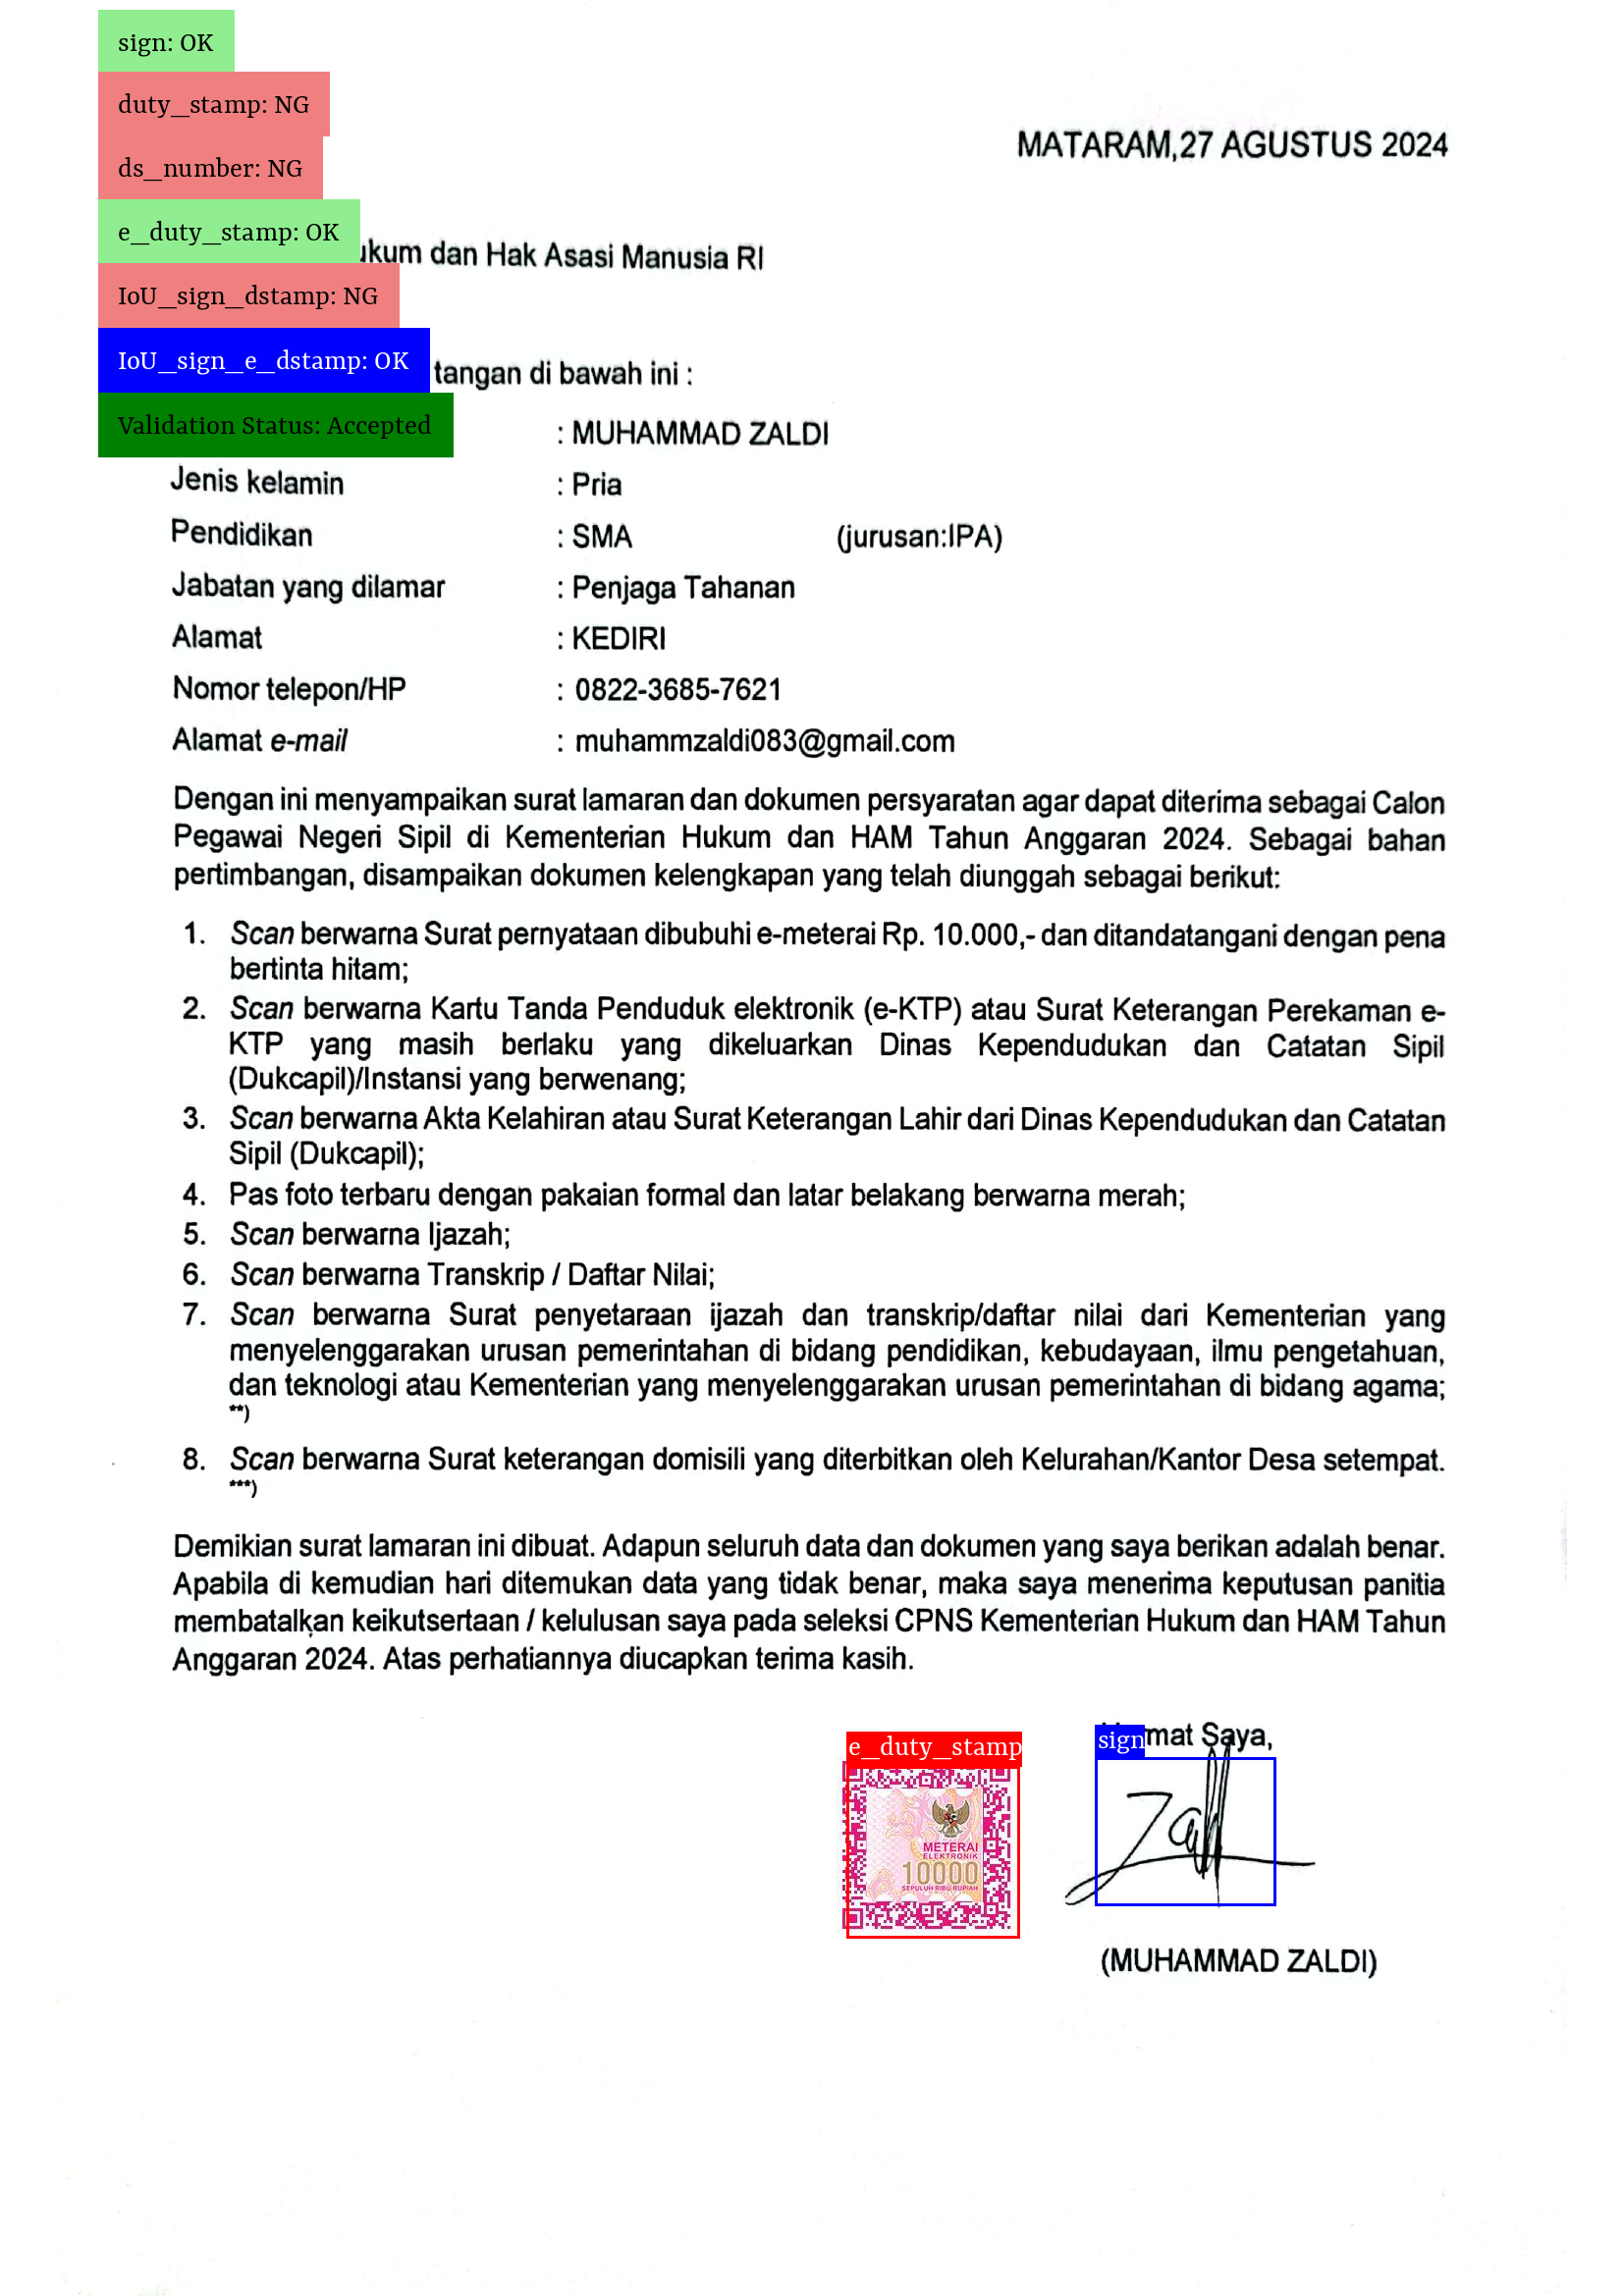 sign: OK
duty_stamp: NG
MATARAM,27 AGUSTUS 2024
ds_number: NG
e_duty_stamp: OK
dan Hak Asasi Manusia RI
IoU_sign_dstamp: NG
IoU_sign_e_dstamp: OK
tangan di bawah ini :
Validation Status: Accepted
: MUHAMMAD ZALDI
Jenis kelamin : Pria
Pendidikan : SMA (jurusan:IPA)
Jabatan yang dilamar : Penjaga Tahanan
Alamat : KEDIRI
Nomor telepon/HP : 0822-3685-7621
Alamat e-mail : muhammzaldi083@gmail.com
Dengan ini menyampaikan surat lamaran dan dokumen persyaratan agar dapat diterima sebagai Calon
Pegawai Negeri Sipil di Kementerian Hukum dan HAM Tahun Anggaran 2024. Sebagai bahan
pertimbangan, disampaikan dokumen kelengkapan yang telah diunggah sebagai berikut:
1. Scan berwarna Surat pernyataan dibubuhi e-meterai Rp. 10.000,- dan ditandatangani dengan pena
bertinta hitam;
2. Scan berwarna Kartu Tanda Penduduk elektronik (e-KTP) atau Surat Keterangan Perekaman e-
KTP yang masih berlaku yang dikeluarkan Dinas Kependudukan dan Catatan Sipil
(Dukcapil)/Instansi yang berwenang;
3. Scan berwarna Akta Kelahiran atau Surat Keterangan Lahir dari Dinas Kependudukan dan Catatan
Sipil (Dukcapil);
4. Pas foto terbaru dengan pakaian formal dan latar belakang berwarna merah;
5. Scan berwarna Ijazah;
6. Scan berwarna Transkrip / Daftar Nilai;
7. Scan berwarna Surat penyetaraan ijazah dan transkrip/daftar nilai dari Kementerian yang
menyelenggarakan urusan pemerintahan di bidang pendidikan, kebudayaan, ilmu pengetahuan,
dan teknologi atau Kementerian yang menyelenggarakan urusan pemerintahan di bidang agama;
**)
8. Scan berwarna Surat keterangan domisili yang diterbitkan oleh Kelurahan/Kantor Desa setempat.
***)
Demikian surat lamaran ini dibuat. Adapun seluruh data dan dokumen yang saya berikan adalah benar.
Apabila di kemudian hari ditemukan data yang tidak benar, maka saya menerima keputusan panitia
membatalkan keikutsertaan / kelulusan saya pada seleksi CPNS Kementerian Hukum dan HAM Tahun
Anggaran 2024. Atas perhatiannya diucapkan terima kasih.
Saya,
e_duty_stamp
sign
METERAI
ELEKTRONIK
10000
SEPULUH RIBU RUPIAH
Zald
(MUHAMMAD ZALDI)